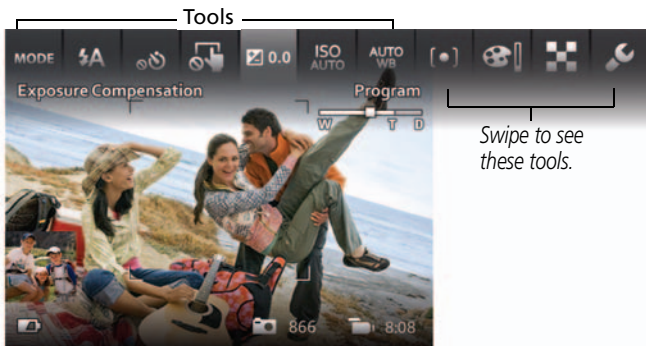 Tools
MODE
ϟA
0.0
ISO
AUTO
AUTO
WB
Exposure Compensation
Program
W T D
Swipe to see
these tools.
866
8:08